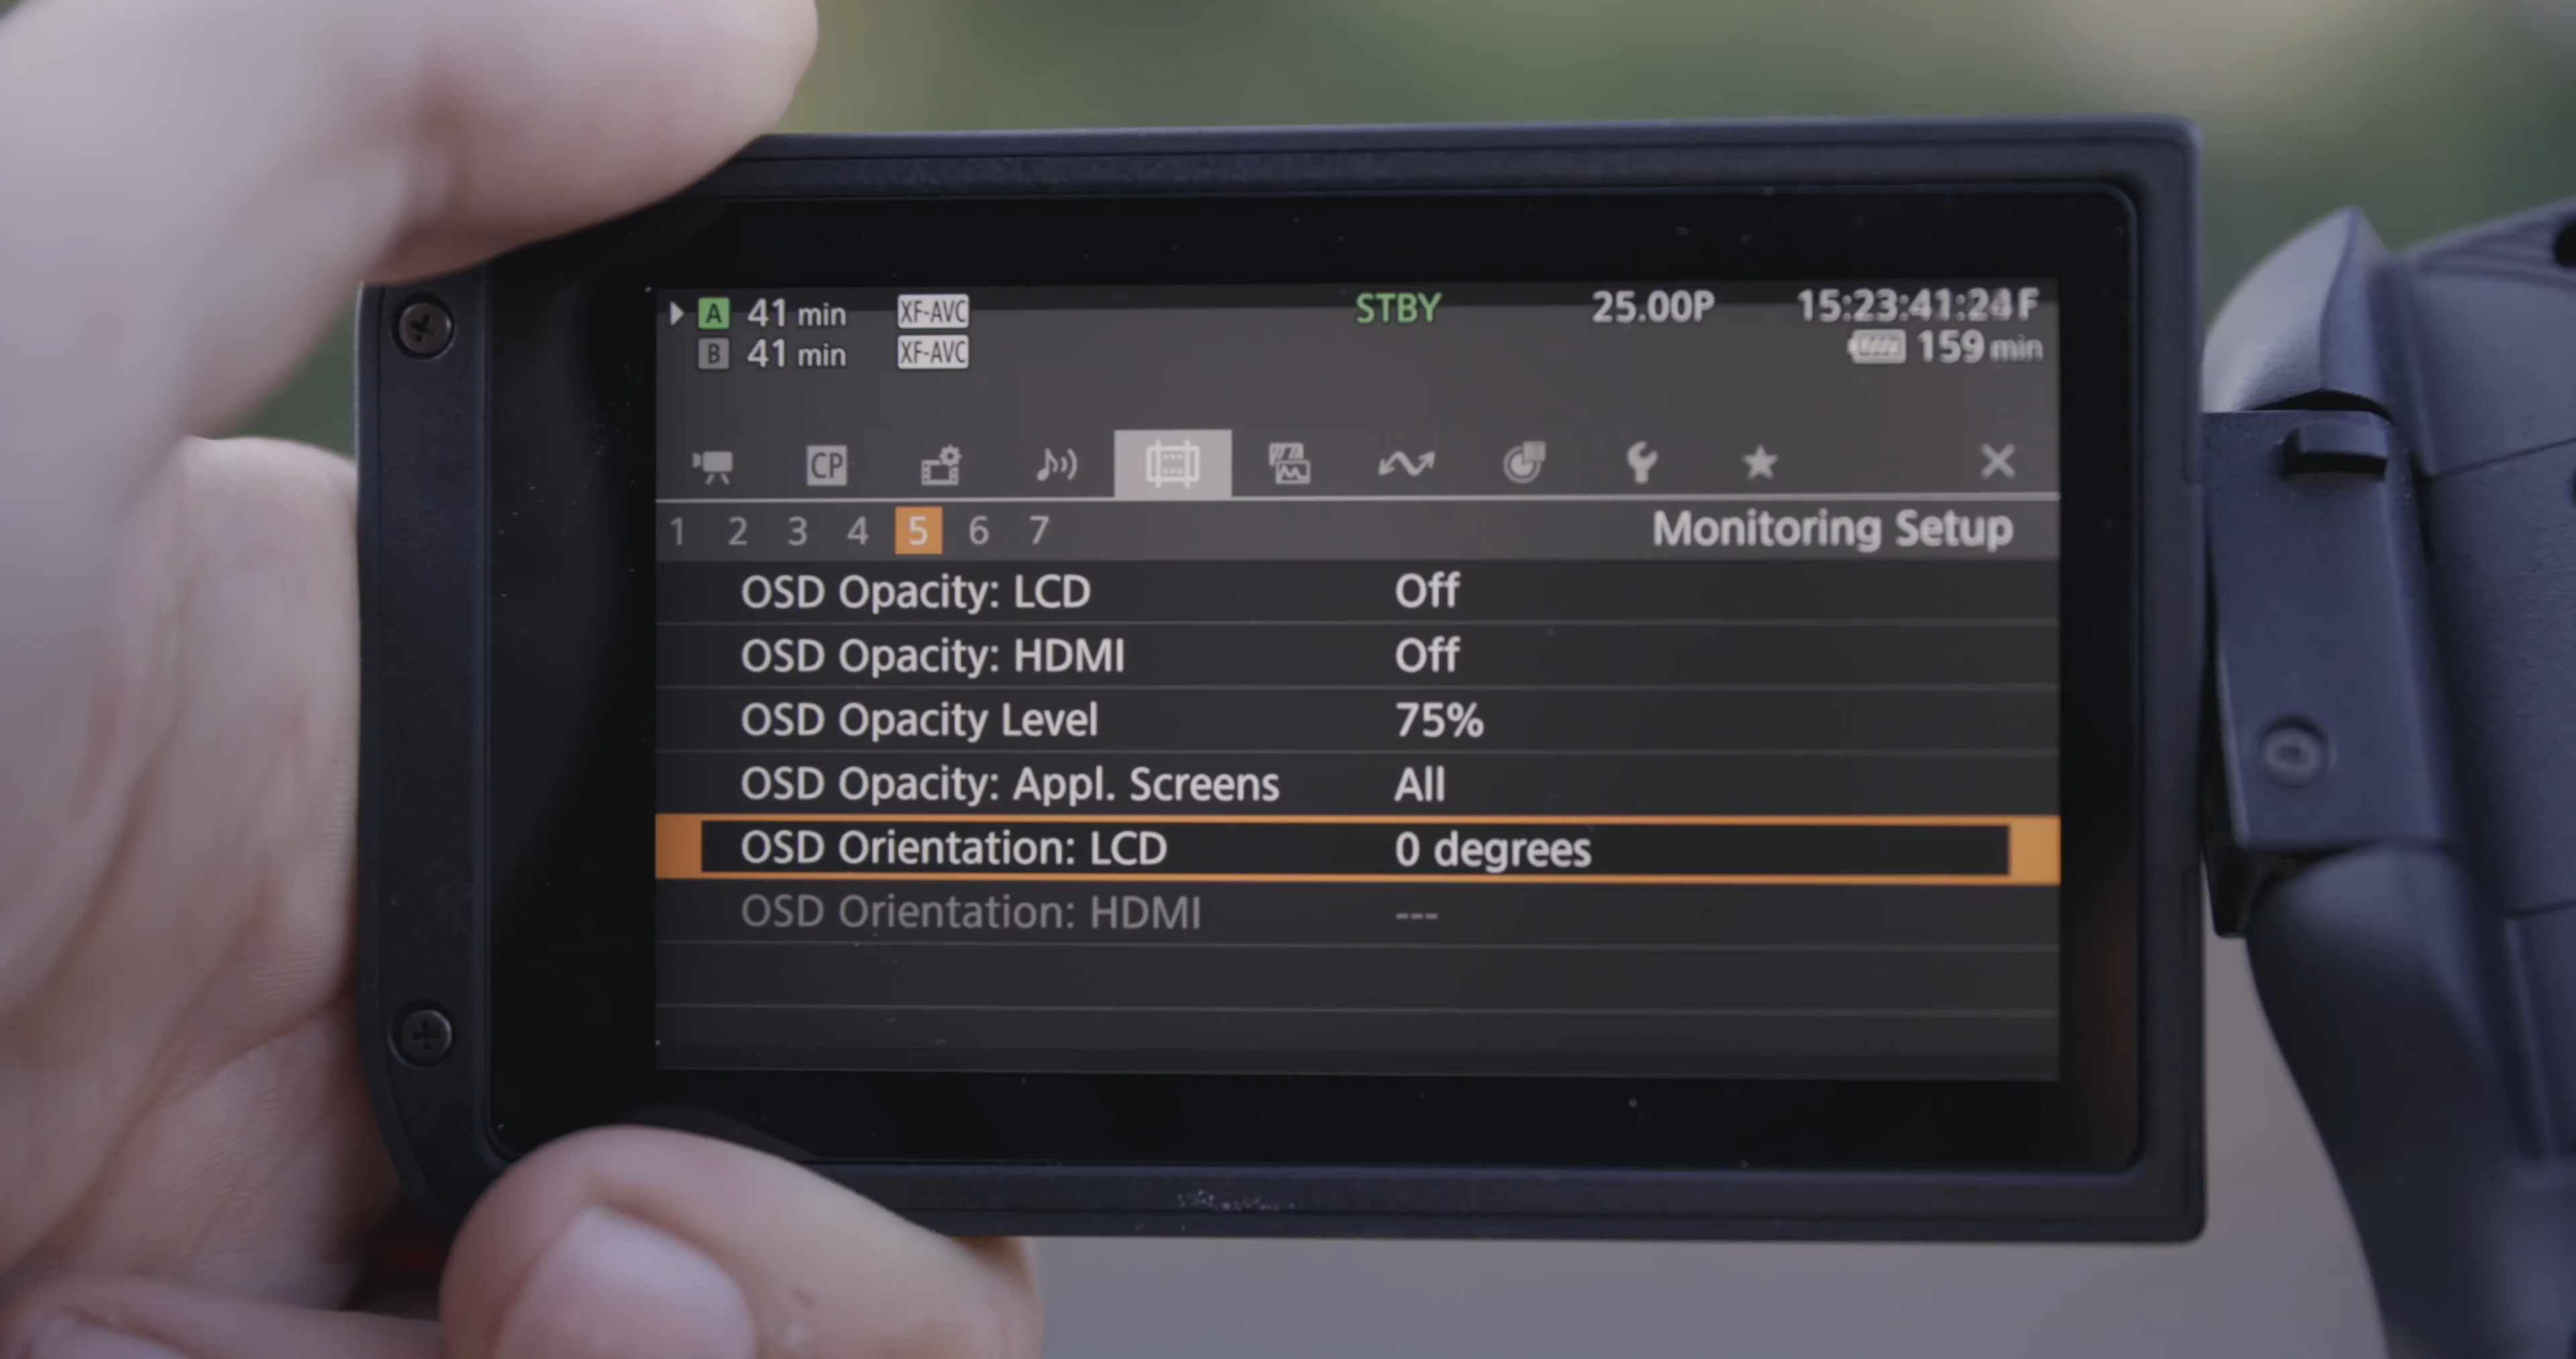 A 41 min XF-AVC STBY 25.00P 15:23:41:24F
B 41 min XF-AVC 159 min
CP
1 2 3 4 5 6 7 Monitoring Setup
OSD Opacity: LCD Off
OSD Opacity: HDMI Off
OSD Opacity Level 75%
OSD Opacity: Appl. Screens All
OSD Orientation: LCD 0 degrees
OSD Orientation: HDMI ---